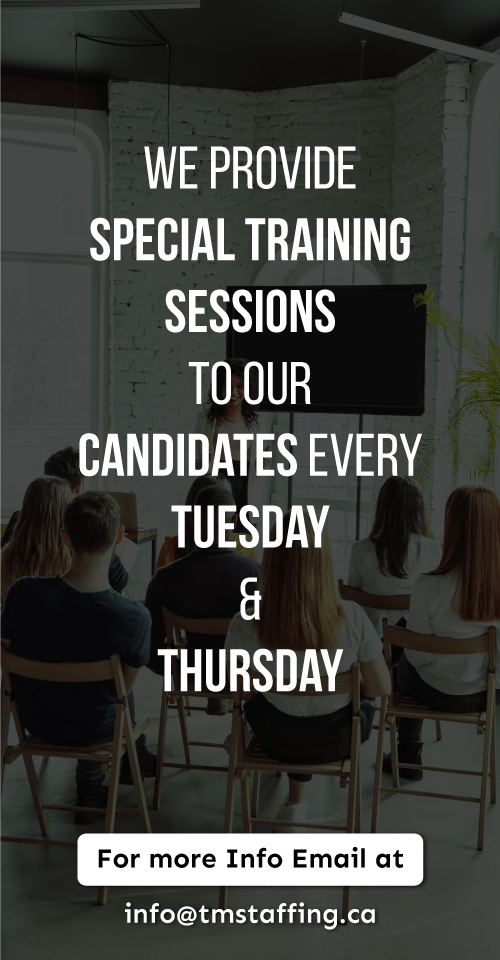 WE PROVIDE
SPECIAL TRAINING
SESSIONS
TO OUR
CANDIDATES EVERY
TUESDAY
&
THURSDAY
For more Info Email at
info@tmstaffing.ca